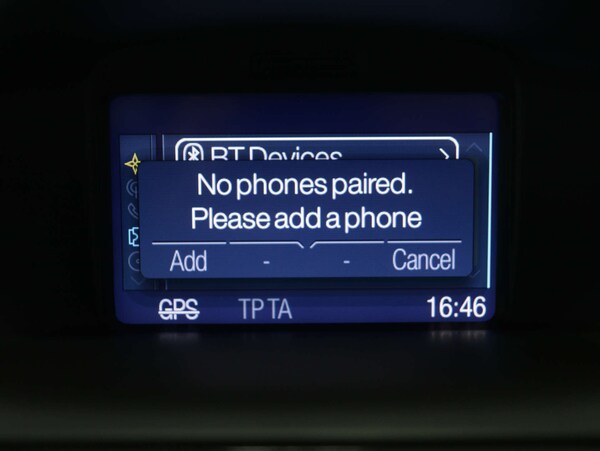 BT Devices
No phones paired.
Please add a phone
Add - - Cancel
GPS TP TA 16:46